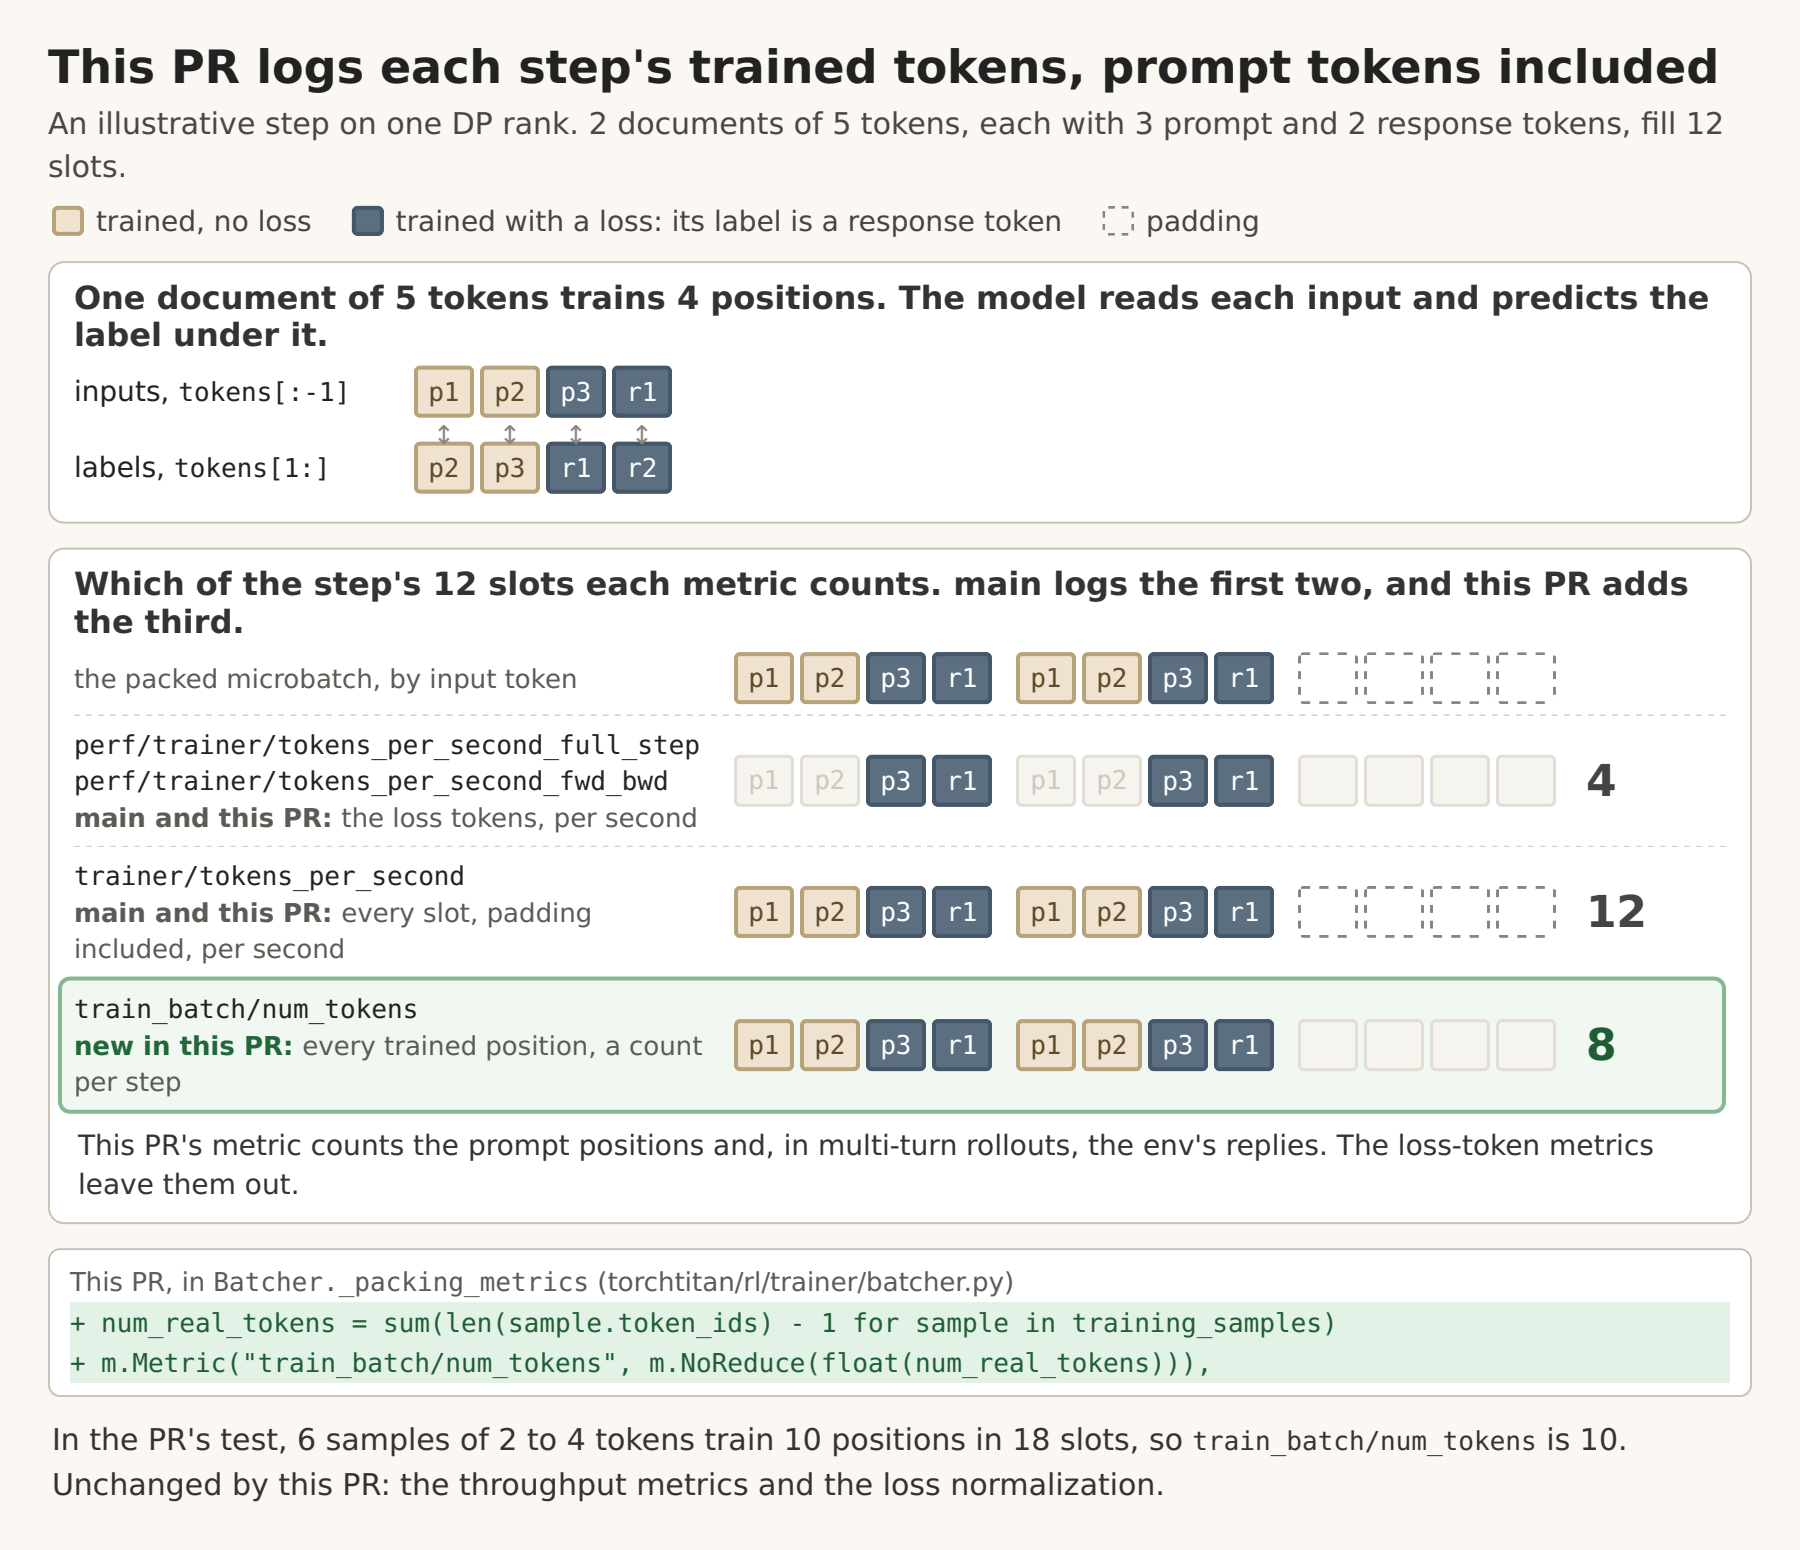 This PR logs each step's trained tokens, prompt tokens included
An illustrative step on one DP rank. 2 documents of 5 tokens, each with 3 prompt and 2 response tokens, fill 12
slots.
trained, no loss trained with a loss: its label is a response token padding
One document of 5 tokens trains 4 positions. The model reads each input and predicts the
label under it.
inputs, tokens[:-1] p1 p2 p3 r1
↕ ↕ ↕ ↕
labels, tokens[1:] p2 p3 r1 r2
Which of the step's 12 slots each metric counts. main logs the first two, and this PR adds
the third.
the packed microbatch, by input token p1 p2 p3 r1 p1 p2 p3 r1
perf/trainer/tokens_per_second_full_step
perf/trainer/tokens_per_second_fwd_bwd p1 p2 p3 r1 p1 p2 p3 r1 4
main and this PR: the loss tokens, per second
trainer/tokens_per_second
main and this PR: every slot, padding p1 p2 p3 r1 p1 p2 p3 r1 12
included, per second
train_batch/num_tokens
new in this PR: every trained position, a count p1 p2 p3 r1 p1 p2 p3 r1 8
per step
This PR's metric counts the prompt positions and, in multi-turn rollouts, the env's replies. The loss-token metrics
leave them out.
This PR, in Batcher._packing_metrics (torchtitan/rl/trainer/batcher.py)
+ num_real_tokens = sum(len(sample.token_ids) - 1 for sample in training_samples)
+ m.Metric("train_batch/num_tokens", m.NoReduce(float(num_real_tokens))),
In the PR's test, 6 samples of 2 to 4 tokens train 10 positions in 18 slots, so train_batch/num_tokens is 10.
Unchanged by this PR: the throughput metrics and the loss normalization.